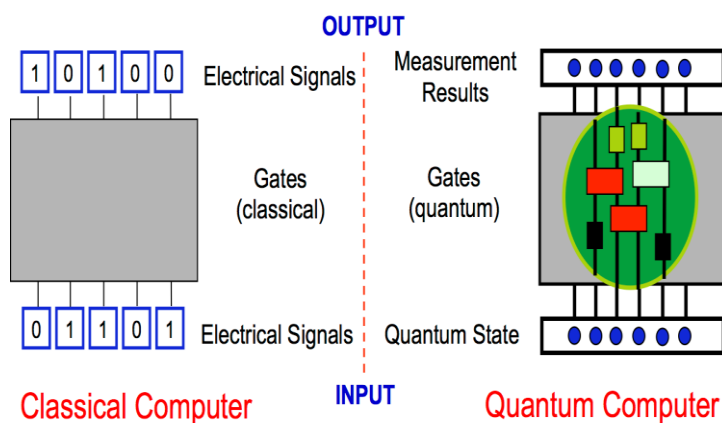 OUTPUT
1 0 1 0 0
Electrical Signals
Measurement
Results
Gates
(classical)
Gates
(quantum)
0 1 1 0 1
Electrical Signals
Quantum State
INPUT
Classical Computer
Quantum Computer